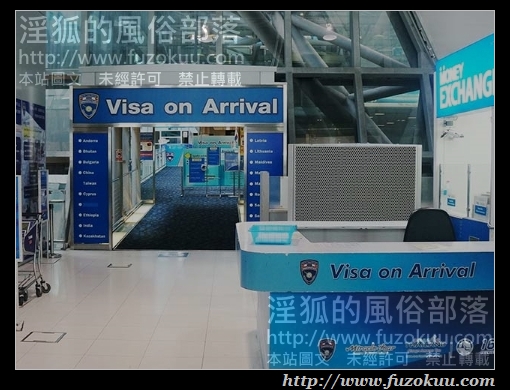 淫狐的風俗部落
http://www.fuzokuu.com
本站圖文 未經許可 禁止轉載
Visa on Arrival
MONEY
EXCHANGE
Andorra
Bhutan
Bulgaria
China
Taiwan
Cyprus
Ethiopia
India
Kazakhstan
Latvia
Lithuania
Maldives
Visa on Arrival
淫狐的風俗部落
http://www.fuzokuu.com
本站圖文 未經許可 禁止轉載
http://www.fuzokuu.com